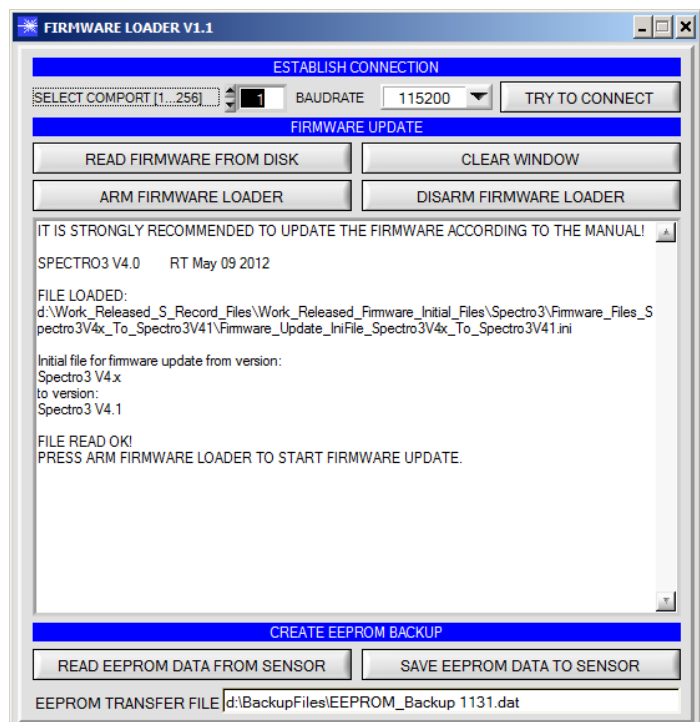 FIRMWARE LOADER V1.1
ESTABLISH CONNECTION
SELECT COMPORT [1...256] 1 BAUDRATE 115200 TRY TO CONNECT
FIRMWARE UPDATE
READ FIRMWARE FROM DISK CLEAR WINDOW
ARM FIRMWARE LOADER DISARM FIRMWARE LOADER
IT IS STRONGLY RECOMMENDED TO UPDATE THE FIRMWARE ACCORDING TO THE MANUAL!
SPECTRO3 V4.0 RT May 09 2012
FILE LOADED:
d:\Work_Released_S_Record_Files\Work_Released_Firmware_Initial_Files\Spectro3\Firmware_Files_S
pectro3V4x_To_Spectro3V41\Firmware_Update_IniFile_Spectro3V4x_To_Spectro3V41.ini
Initial file for firmware update from version:
Spectro3 V4.x
to version:
Spectro3 V4.1
FILE READ OK!
PRESS ARM FIRMWARE LOADER TO START FIRMWARE UPDATE.
CREATE EEPROM BACKUP
READ EEPROM DATA FROM SENSOR SAVE EEPROM DATA TO SENSOR
EEPROM TRANSFER FILE d:\BackupFiles\EEPROM_Backup 1131.dat